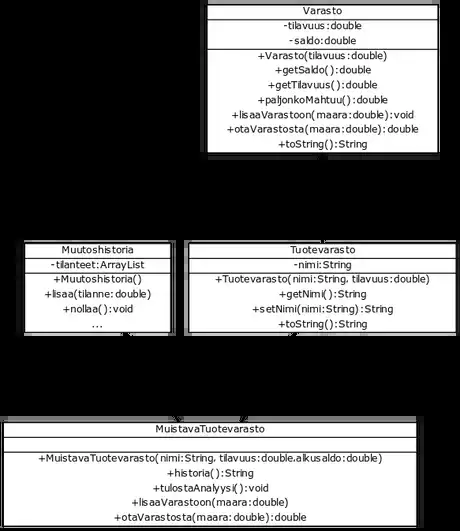 Varasto
-tilavuus:double
-saldo:double
+Varasto(tilavuus:double)
+getSaldo():double
+getTilavuus():double
+paljonkoMahtuu():double
+lisaaVarastoon(maara:double):void
+otaVarastosta(maara:double):double
+toString():String
Muutoshistoria
-tilanteet:ArrayList
+Muutoshistoria()
+lisaa(tilanne:double)
+nollaa():void
...
Tuotevarasto
-nimi:String
+Tuotevarasto(nimi:String, tilavuus:double)
+getNimi():String
+setNimi(nimi:String):String
+toString():String
MuistavaTuotevarasto
+MuistavaTuotevarasto(nimi:String, tilavuus:double,alkusaldo:double)
+historia():String
+tulostaAnalyysi():void
+lisaaVarastoon(maara:double)
+otaVarastosta(maara:double):double